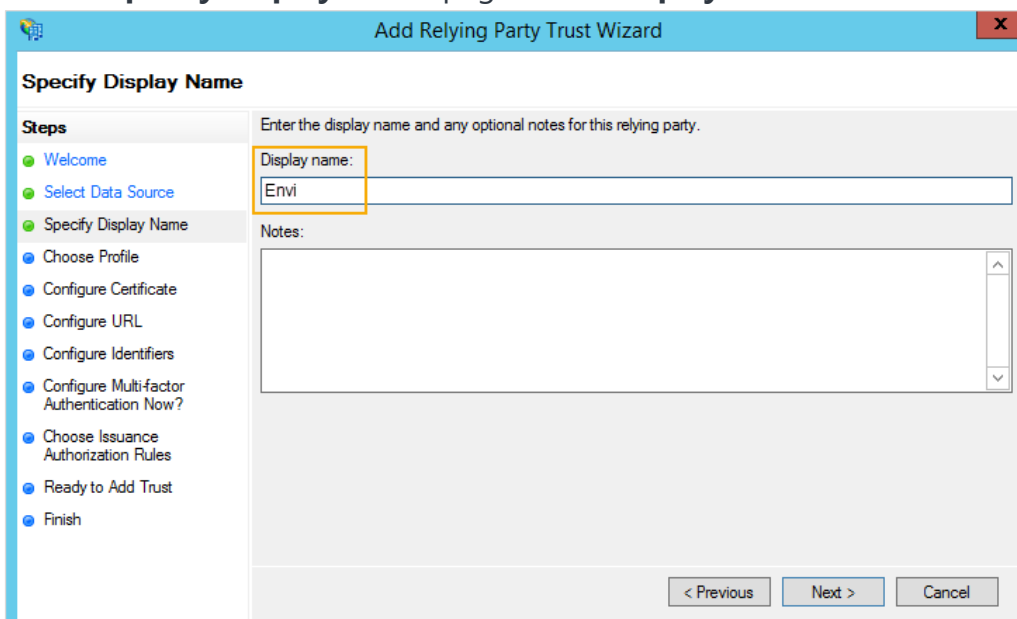 Add Relying Party Trust Wizard
x
Specify Display Name
Steps
Welcome
Select Data Source
Specify Display Name
Choose Profile
Configure Certificate
Configure URL
Configure Identifiers
Configure Multi-factor
Authentication Now?
Choose Issuance
Authorization Rules
Ready to Add Trust
Finish
Enter the display name and any optional notes for this relying party.
Display name:
Envi
Notes:
< Previous
Next >
Cancel